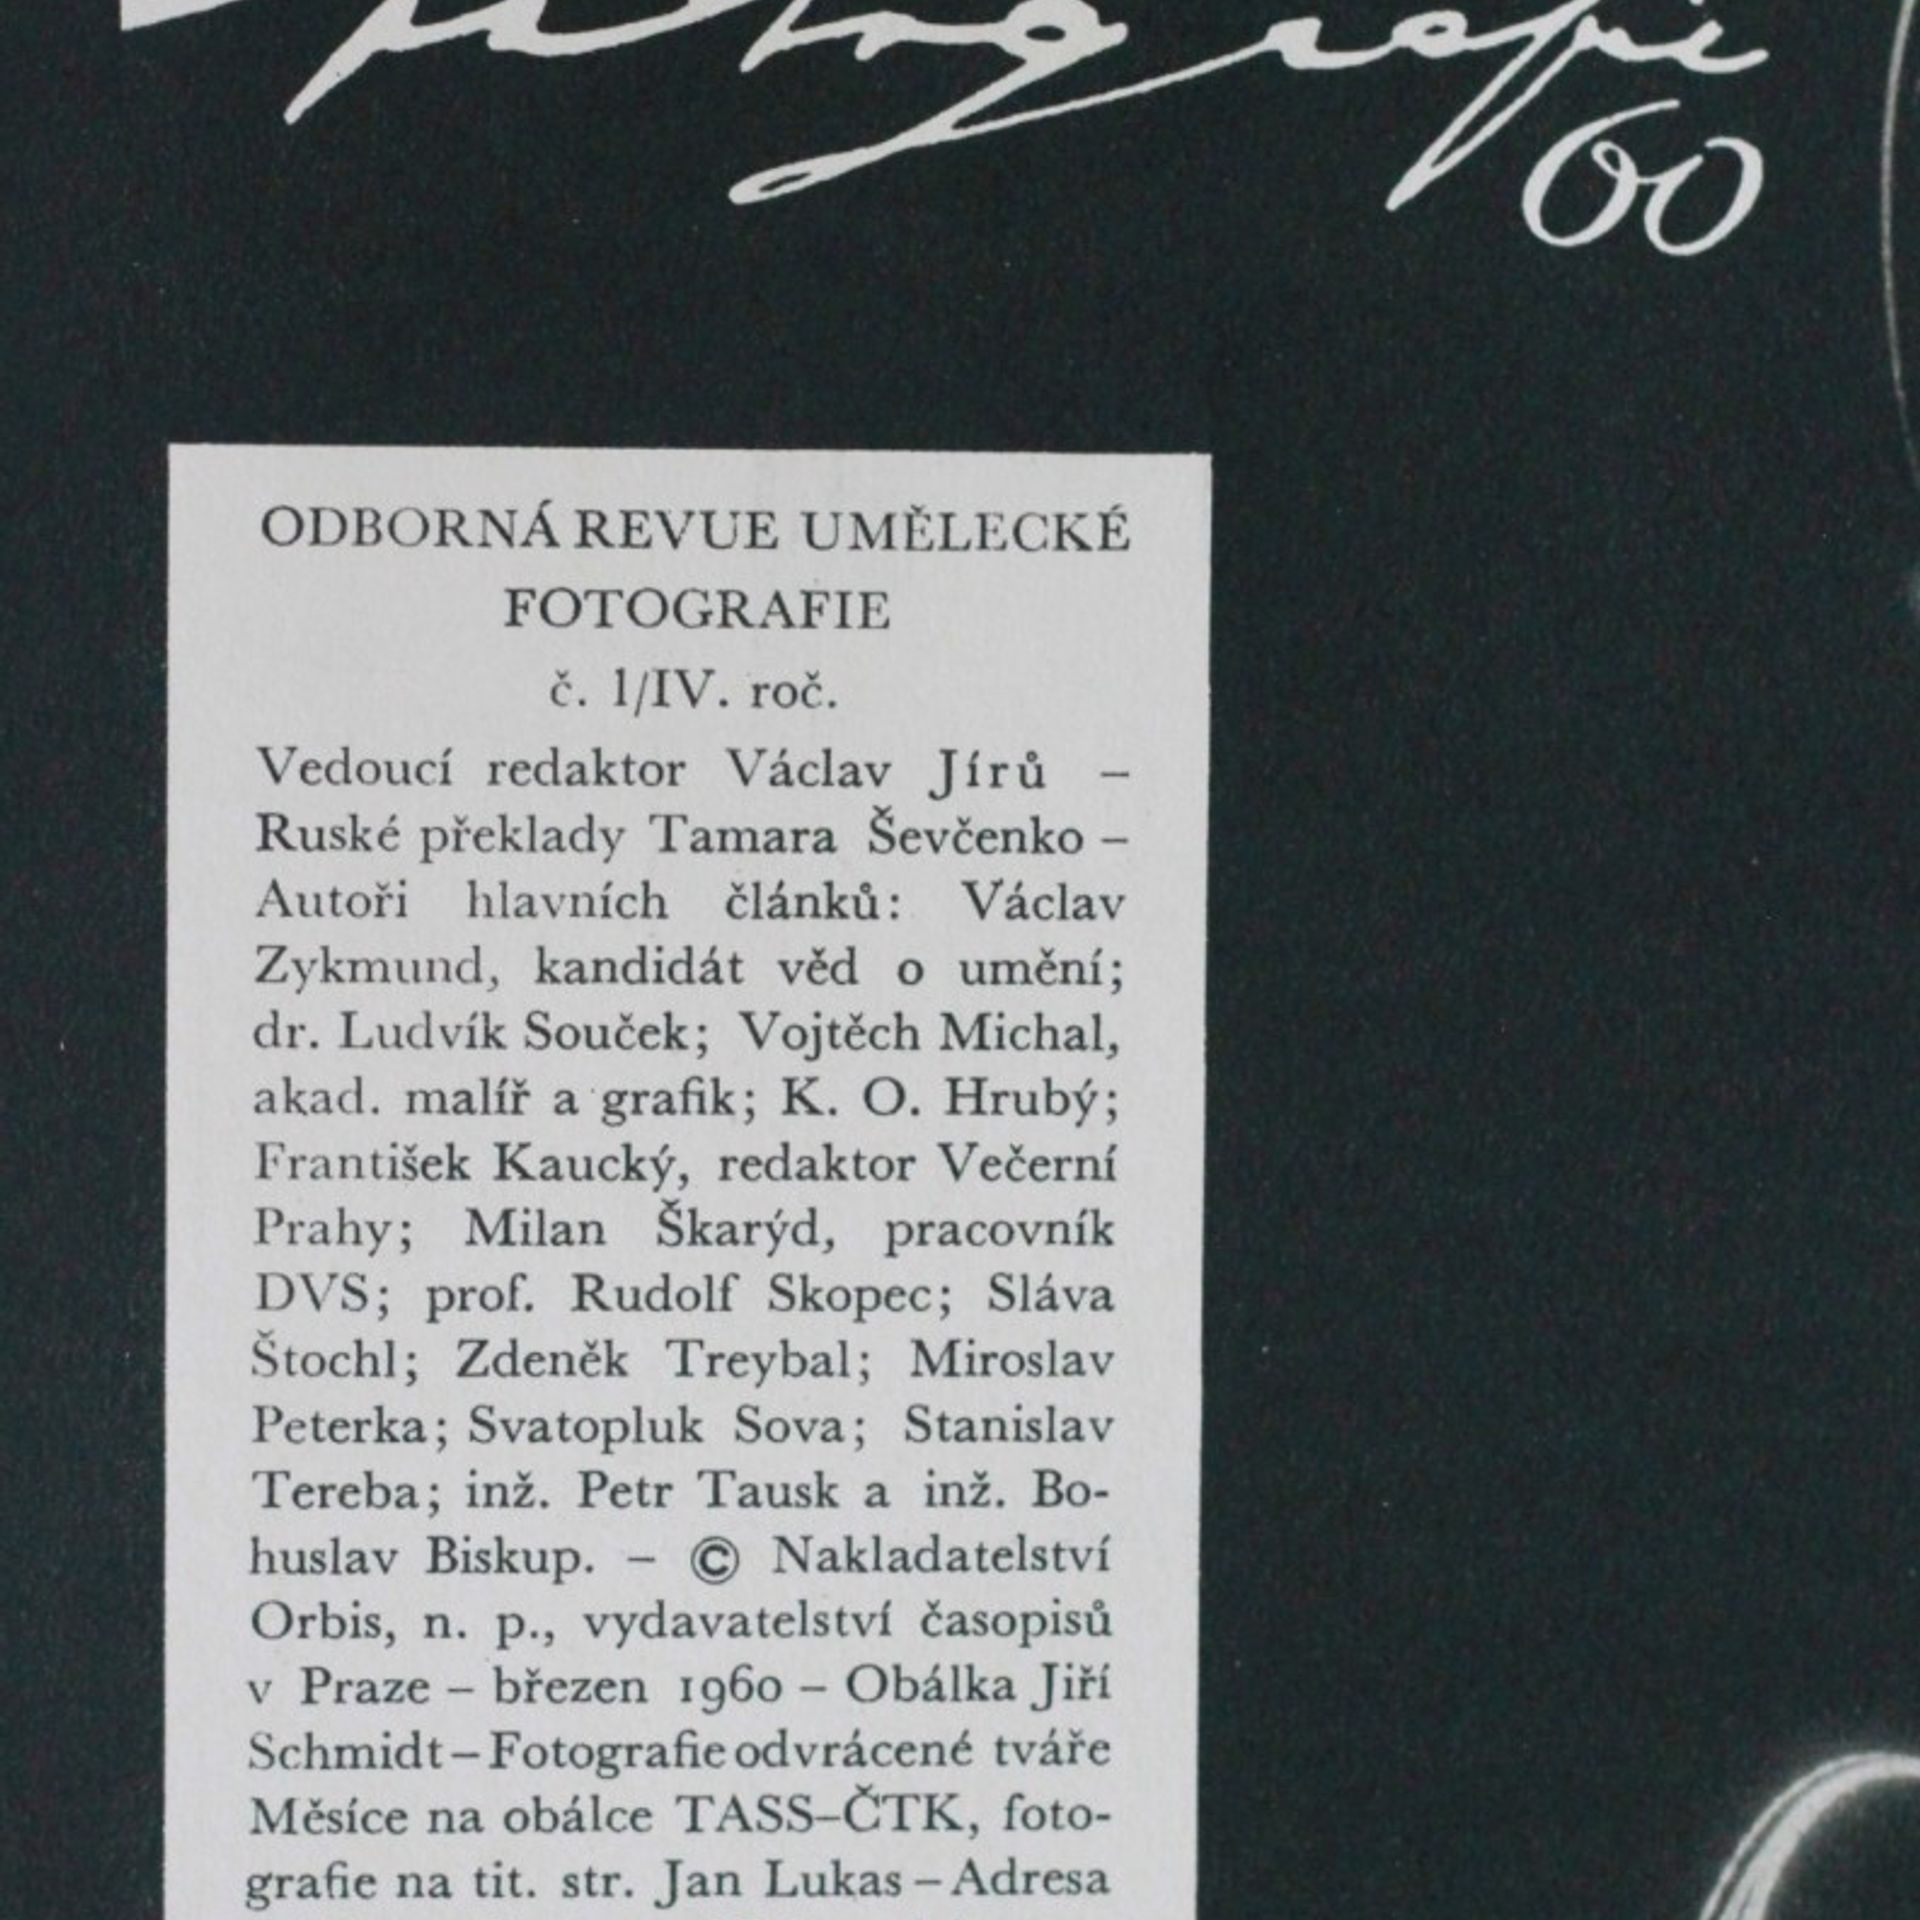 fotografie
60
ODBORNÁ REVUE UMĚLECKÉ
FOTOGRAFIE
č. 1/IV. roč.
Vedoucí redaktor Václav Jírů –
Ruské překlady Tamara Ševčenko –
Autoři hlavních článků: Václav
Zykmund, kandidát věd o umění;
dr. Ludvík Souček; Vojtěch Michal,
akad. malíř a grafik; K. O. Hrubý;
František Kaucký, redaktor Večerní
Prahy; Milan Škarýd, pracovník
DVS; prof. Rudolf Skopec; Sláva
Štochl; Zdeněk Treybal; Miroslav
Peterka; Svatopluk Sova; Stanislav
Tereba; inž. Petr Tausk a inž. Bo-
huslav Biskup. – © Nakladatelství
Orbis, n. p., vydavatelství časopisů
v Praze – březen 1960 – Obálka Jiří
Schmidt – Fotografie odvrácené tváře
Měsíce na obálce TASS–ČTK, foto-
grafie na tit. str. Jan Lukas – Adresa